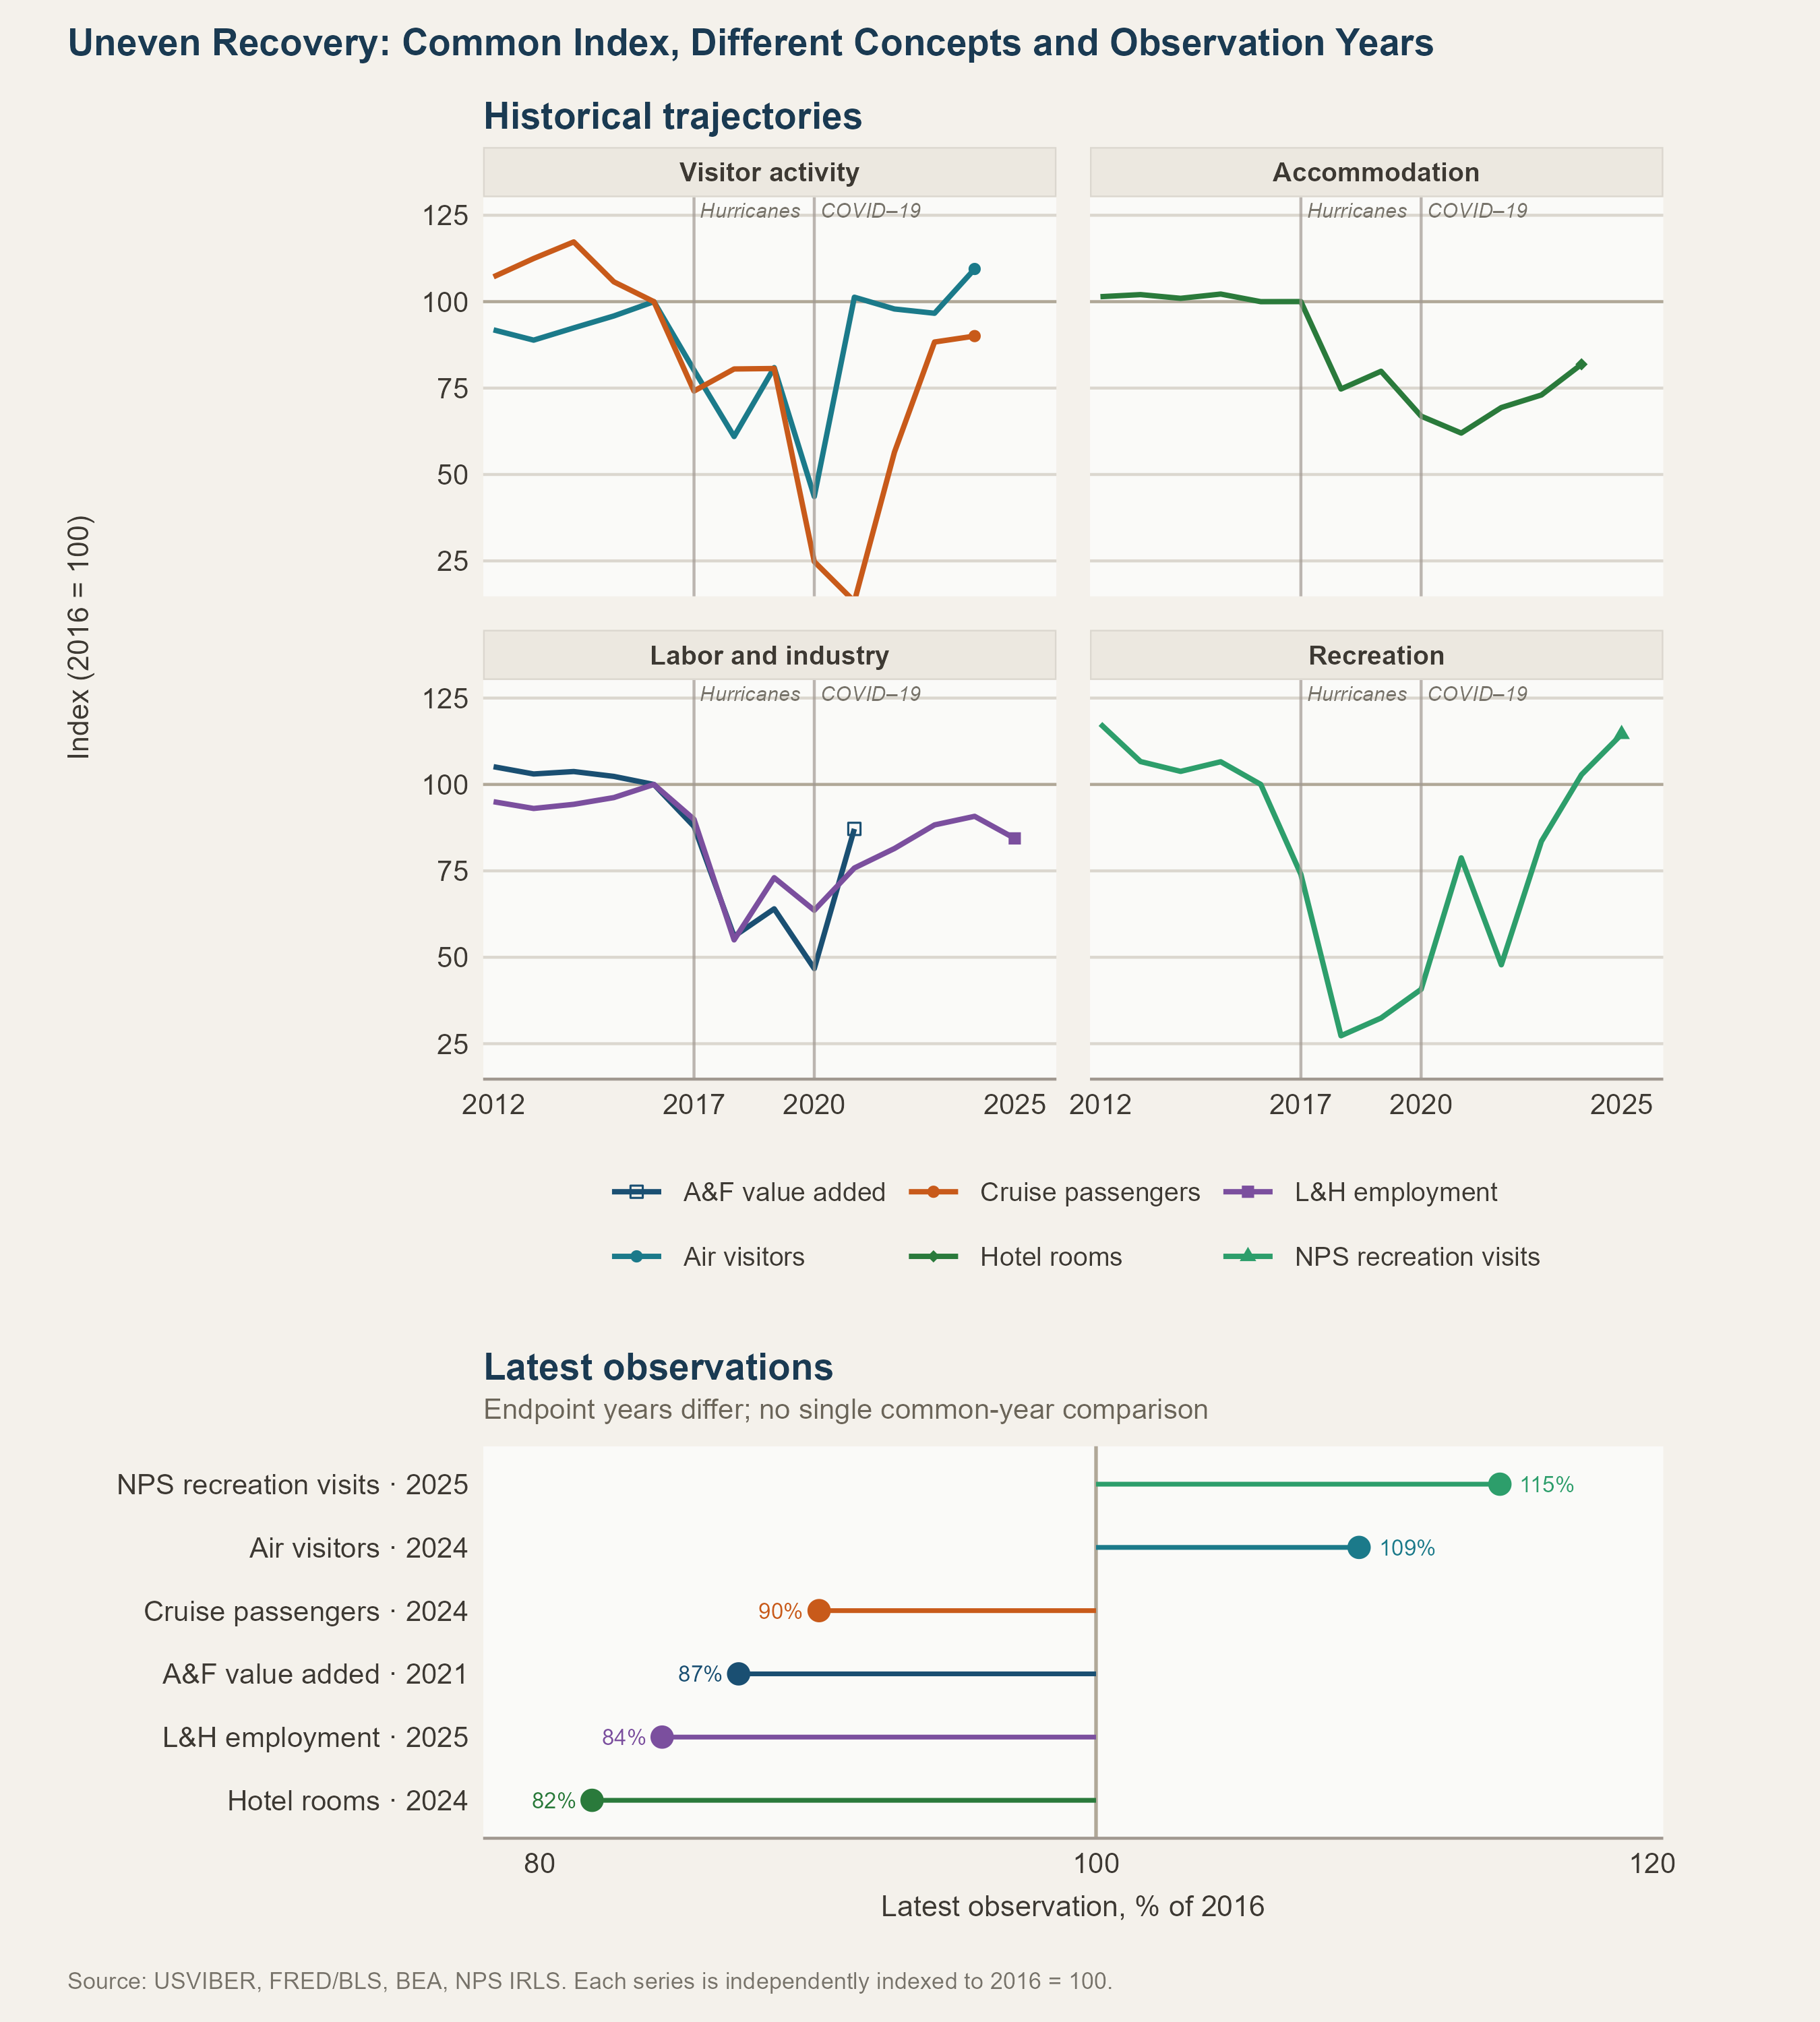 Uneven Recovery: Common Index, Different Concepts and Observation Years
Historical trajectories
Index (2016 = 100)
Visitor activity
Accommodation
125
100
75
50
25
Hurricanes
COVID–19
Hurricanes
COVID–19
Labor and industry
Recreation
125
100
75
50
25
Hurricanes
COVID–19
Hurricanes
COVID–19
2012 2017 2020 2025
2012 2017 2020 2025
A&F value added
Cruise passengers
L&H employment
Air visitors
Hotel rooms
NPS recreation visits
Latest observations
Endpoint years differ; no single common-year comparison
NPS recreation visits · 2025
115%
Air visitors · 2024
109%
Cruise passengers · 2024
90%
A&F value added · 2021
87%
L&H employment · 2025
84%
Hotel rooms · 2024
82%
80 100 120
Latest observation, % of 2016
Source: USVIBER, FRED/BLS, BEA, NPS IRLS. Each series is independently indexed to 2016 = 100.